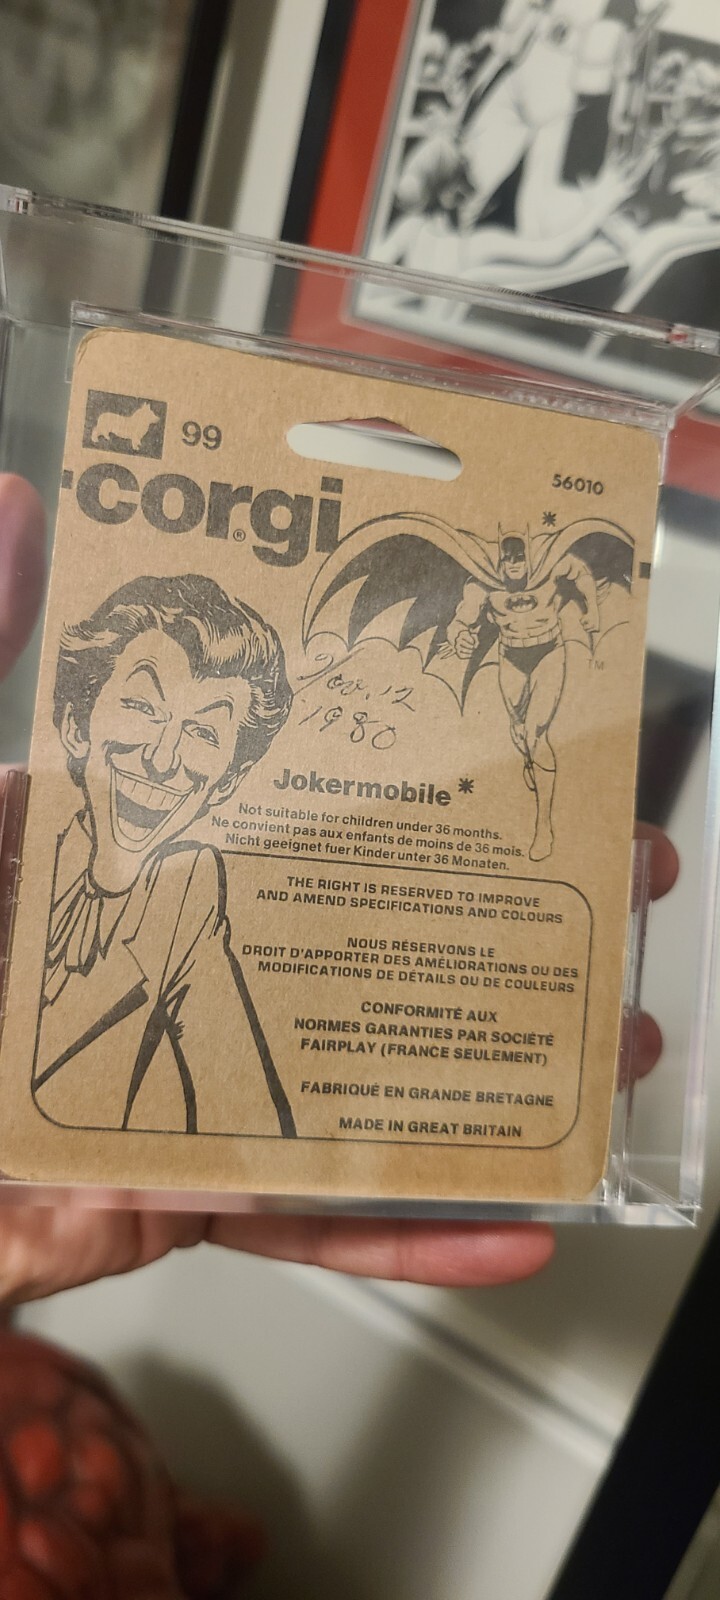 99
corgi®
56010
*
TM
Nov. 12
1980
Jokermobile*
Not suitable for children under 36 months.
Ne convient pas aux enfants de moins de 36 mois.
Nicht geeignet fuer Kinder unter 36 Monaten.
THE RIGHT IS RESERVED TO IMPROVE
AND AMEND SPECIFICATIONS AND COLOURS
NOUS RÉSERVONS LE
DROIT D'APPORTER DES AMÉLIORATIONS OU DES
MODIFICATIONS DE DÉTAILS OU DE COULEURS
CONFORMITÉ AUX
NORMES GARANTIES PAR SOCIÉTÉ
FAIRPLAY (FRANCE SEULEMENT)
FABRIQUÉ EN GRANDE BRETAGNE
MADE IN GREAT BRITAIN